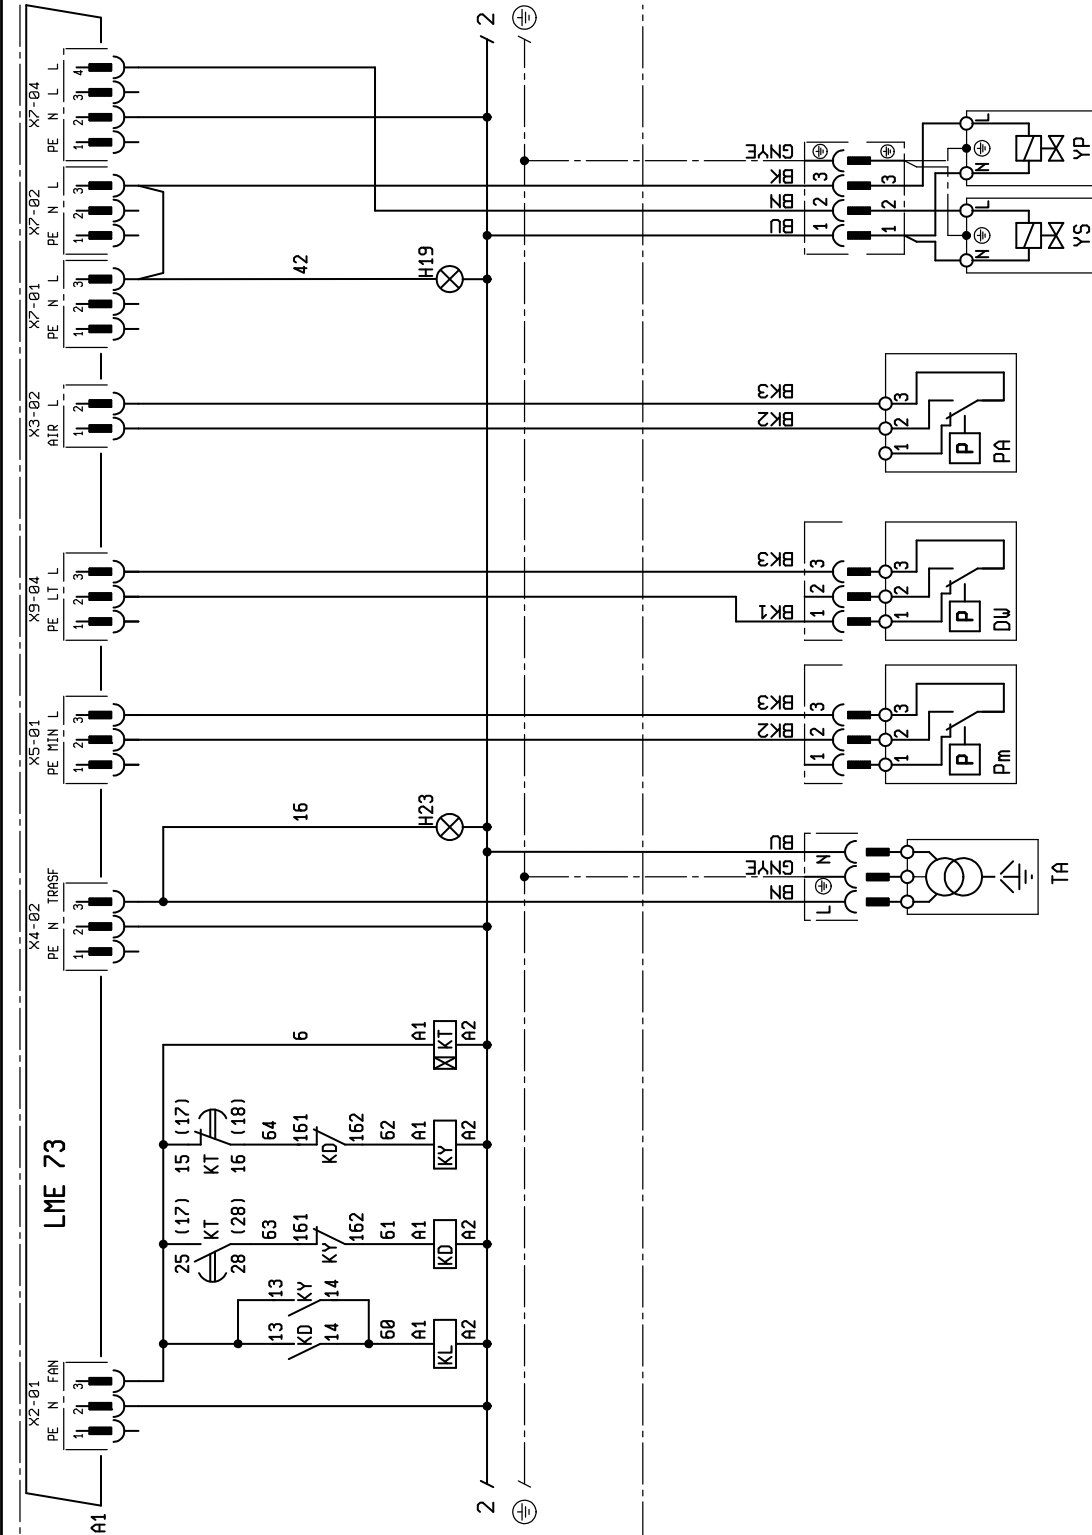 A1
LME 73
X2-01
PE N FAN
1 2 3
X4-02
PE N TRASF
1 2 3
X5-01
PE MIN L
1 2 3
X9-04
PE LT L
1 2 3
X3-02
AIR L
1 2
X7-01
PE N L
1 2 3
X7-02
PE N L
1 2 3
X7-04
PE N L L
1 2 3 4
13 KD 14
13 KY 14
60
A1 KL A2
25 (17)
KT
28 (28)
63
161 KY 162
61
A1 KD A2
15 (17)
KT
16 (18)
64
161 KD 162
62
A1 KY A2
6
A1 KT A2
16
H23
42
H19
2
2
BN
GNYE
BU
L N
TA
BK2
BK3
1 2 3
1 2 3
P
Pm
BK1
BK3
1 2 3
1 2 3
P
DW
BK2
BK3
1 2 3
P
PA
BU
BN
BK
GNYE
1 2 3
1 2 3
N L
YS
N L
YP